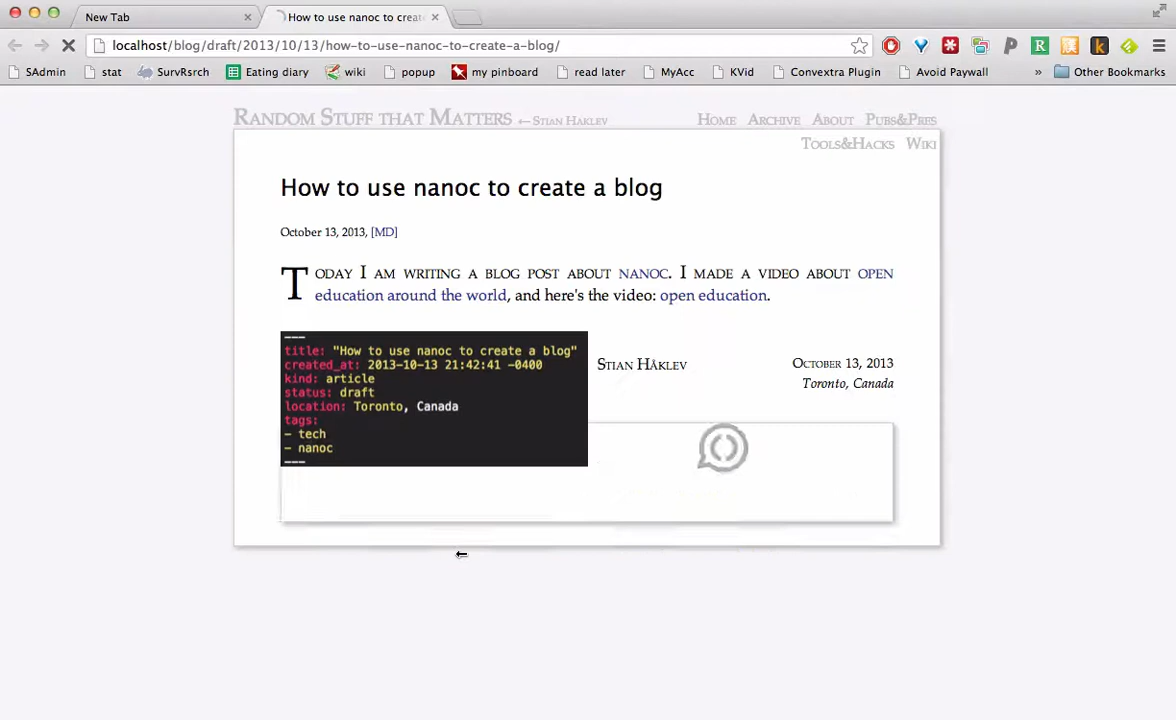 New Tab
How to use nanoc to creat
localhost/blog/draft/2013/10/13/how-to-use-nanoc-to-create-a-blog/
SAdmin stat SurvRsrch Eating diary wiki popup my pinboard read later MyAcc KVid Convextra Plugin Avoid Paywall » Other Bookmarks
Random Stuff that Matters ←Stian Haklev Home Archive About Pubs&Pres
Tools&Hacks Wiki
How to use nanoc to create a blog
October 13, 2013, [MD]
Today I am writing a blog post about nanoc. I made a video about open
education around the world, and here's the video: open education.
---
title: "How to use nanoc to create a blog"
created_at: 2013-10-13 21:42:41 -0400
kind: article
status: draft
location: Toronto, Canada
tags:
- tech
- nanoc
---
Stian Håklev
October 13, 2013
Toronto, Canada